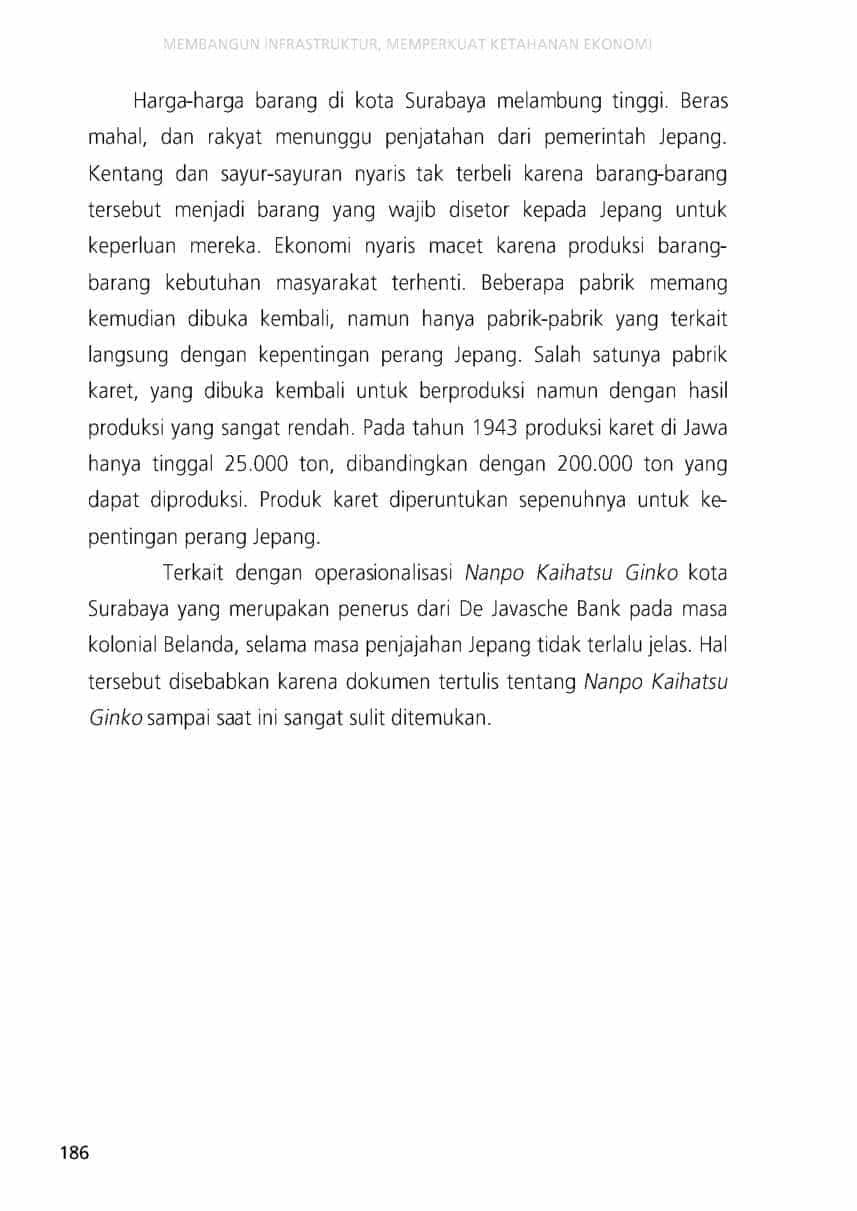 MEMBANGUN INFRASTRUKTUR, MEMPERKUAT KETAHANAN EKONOMI
Harga-harga barang di kota Surabaya melambung tinggi. Beras
mahal, dan rakyat menunggu penjatahan dari pemerintah Jepang.
Kentang dan sayur-sayuran nyaris tak terbeli karena barang-barang
tersebut menjadi barang yang wajib disetor kepada Jepang untuk
keperluan mereka. Ekonomi nyaris macet karena produksi barang-
barang kebutuhan masyarakat terhenti. Beberapa pabrik memang
kemudian dibuka kembali, namun hanya pabrik-pabrik yang terkait
langsung dengan kepentingan perang Jepang. Salah satunya pabrik
karet, yang dibuka kembali untuk berproduksi namun dengan hasil
produksi yang sangat rendah. Pada tahun 1943 produksi karet di Jawa
hanya tinggal 25.000 ton, dibandingkan dengan 200.000 ton yang
dapat diproduksi. Produk karet diperuntukan sepenuhnya untuk ke-
pentingan perang Jepang.
Terkait dengan operasionalisasi Nanpo Kaihatsu Ginko kota
Surabaya yang merupakan penerus dari De Javasche Bank pada masa
kolonial Belanda, selama masa penjajahan Jepang tidak terlalu jelas. Hal
tersebut disebabkan karena dokumen tertulis tentang Nanpo Kaihatsu
Ginko sampai saat ini sangat sulit ditemukan.
186